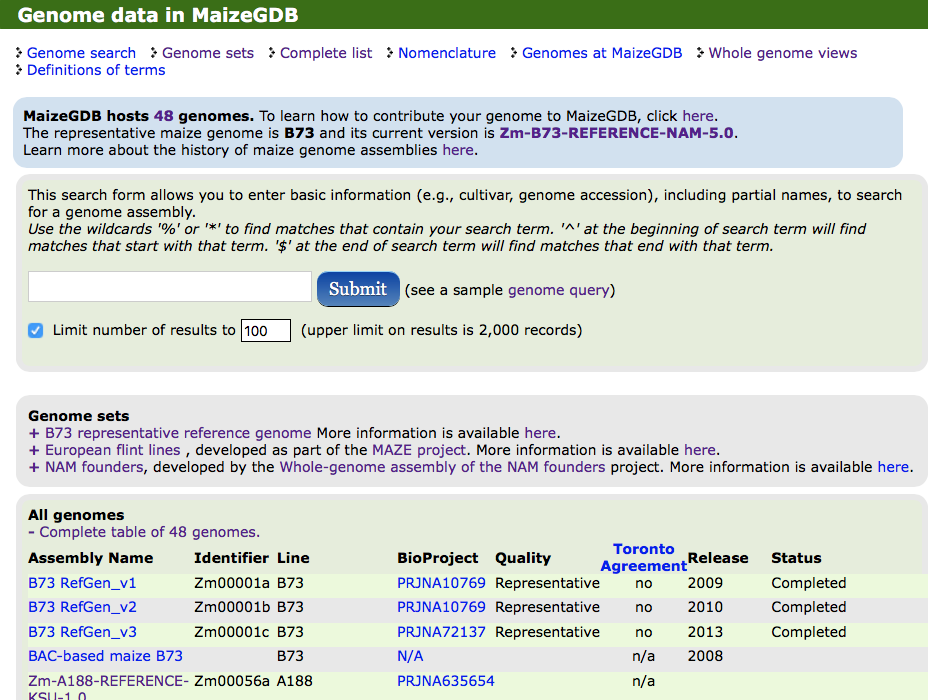 Genome data in MaizeGDB
Genome search Genome sets Complete list Nomenclature Genomes at MaizeGDB Whole genome views
Definitions of terms
MaizeGDB hosts 48 genomes. To learn how to contribute your genome to MaizeGDB, click here.
The representative maize genome is B73 and its current version is Zm-B73-REFERENCE-NAM-5.0.
Learn more about the history of maize genome assemblies here.
This search form allows you to enter basic information (e.g., cultivar, genome accession), including partial names, to search
for a genome assembly.
Use the wildcards '%' or '*' to find matches that contain your search term. '^' at the beginning of search term will find
matches that start with that term. '$' at the end of search term will find matches that end with that term.
Submit (see a sample genome query)
Limit number of results to 100 (upper limit on results is 2,000 records)
Genome sets
+ B73 representative reference genome More information is available here.
+ European flint lines , developed as part of the MAZE project. More information is available here.
+ NAM founders, developed by the Whole-genome assembly of the NAM founders project. More information is available here.
All genomes
- Complete table of 48 genomes.
Assembly Name Identifier Line BioProject Quality Toronto Agreement Release Status
B73 RefGen_v1 Zm00001a B73 PRJNA10769 Representative no 2009 Completed
B73 RefGen_v2 Zm00001b B73 PRJNA10769 Representative no 2010 Completed
B73 RefGen_v3 Zm00001c B73 PRJNA72137 Representative no 2013 Completed
BAC-based maize B73 B73 N/A n/a 2008
Zm-A188-REFERENCE- Zm00056a A188 PRJNA635654 n/a
KSU-1.0